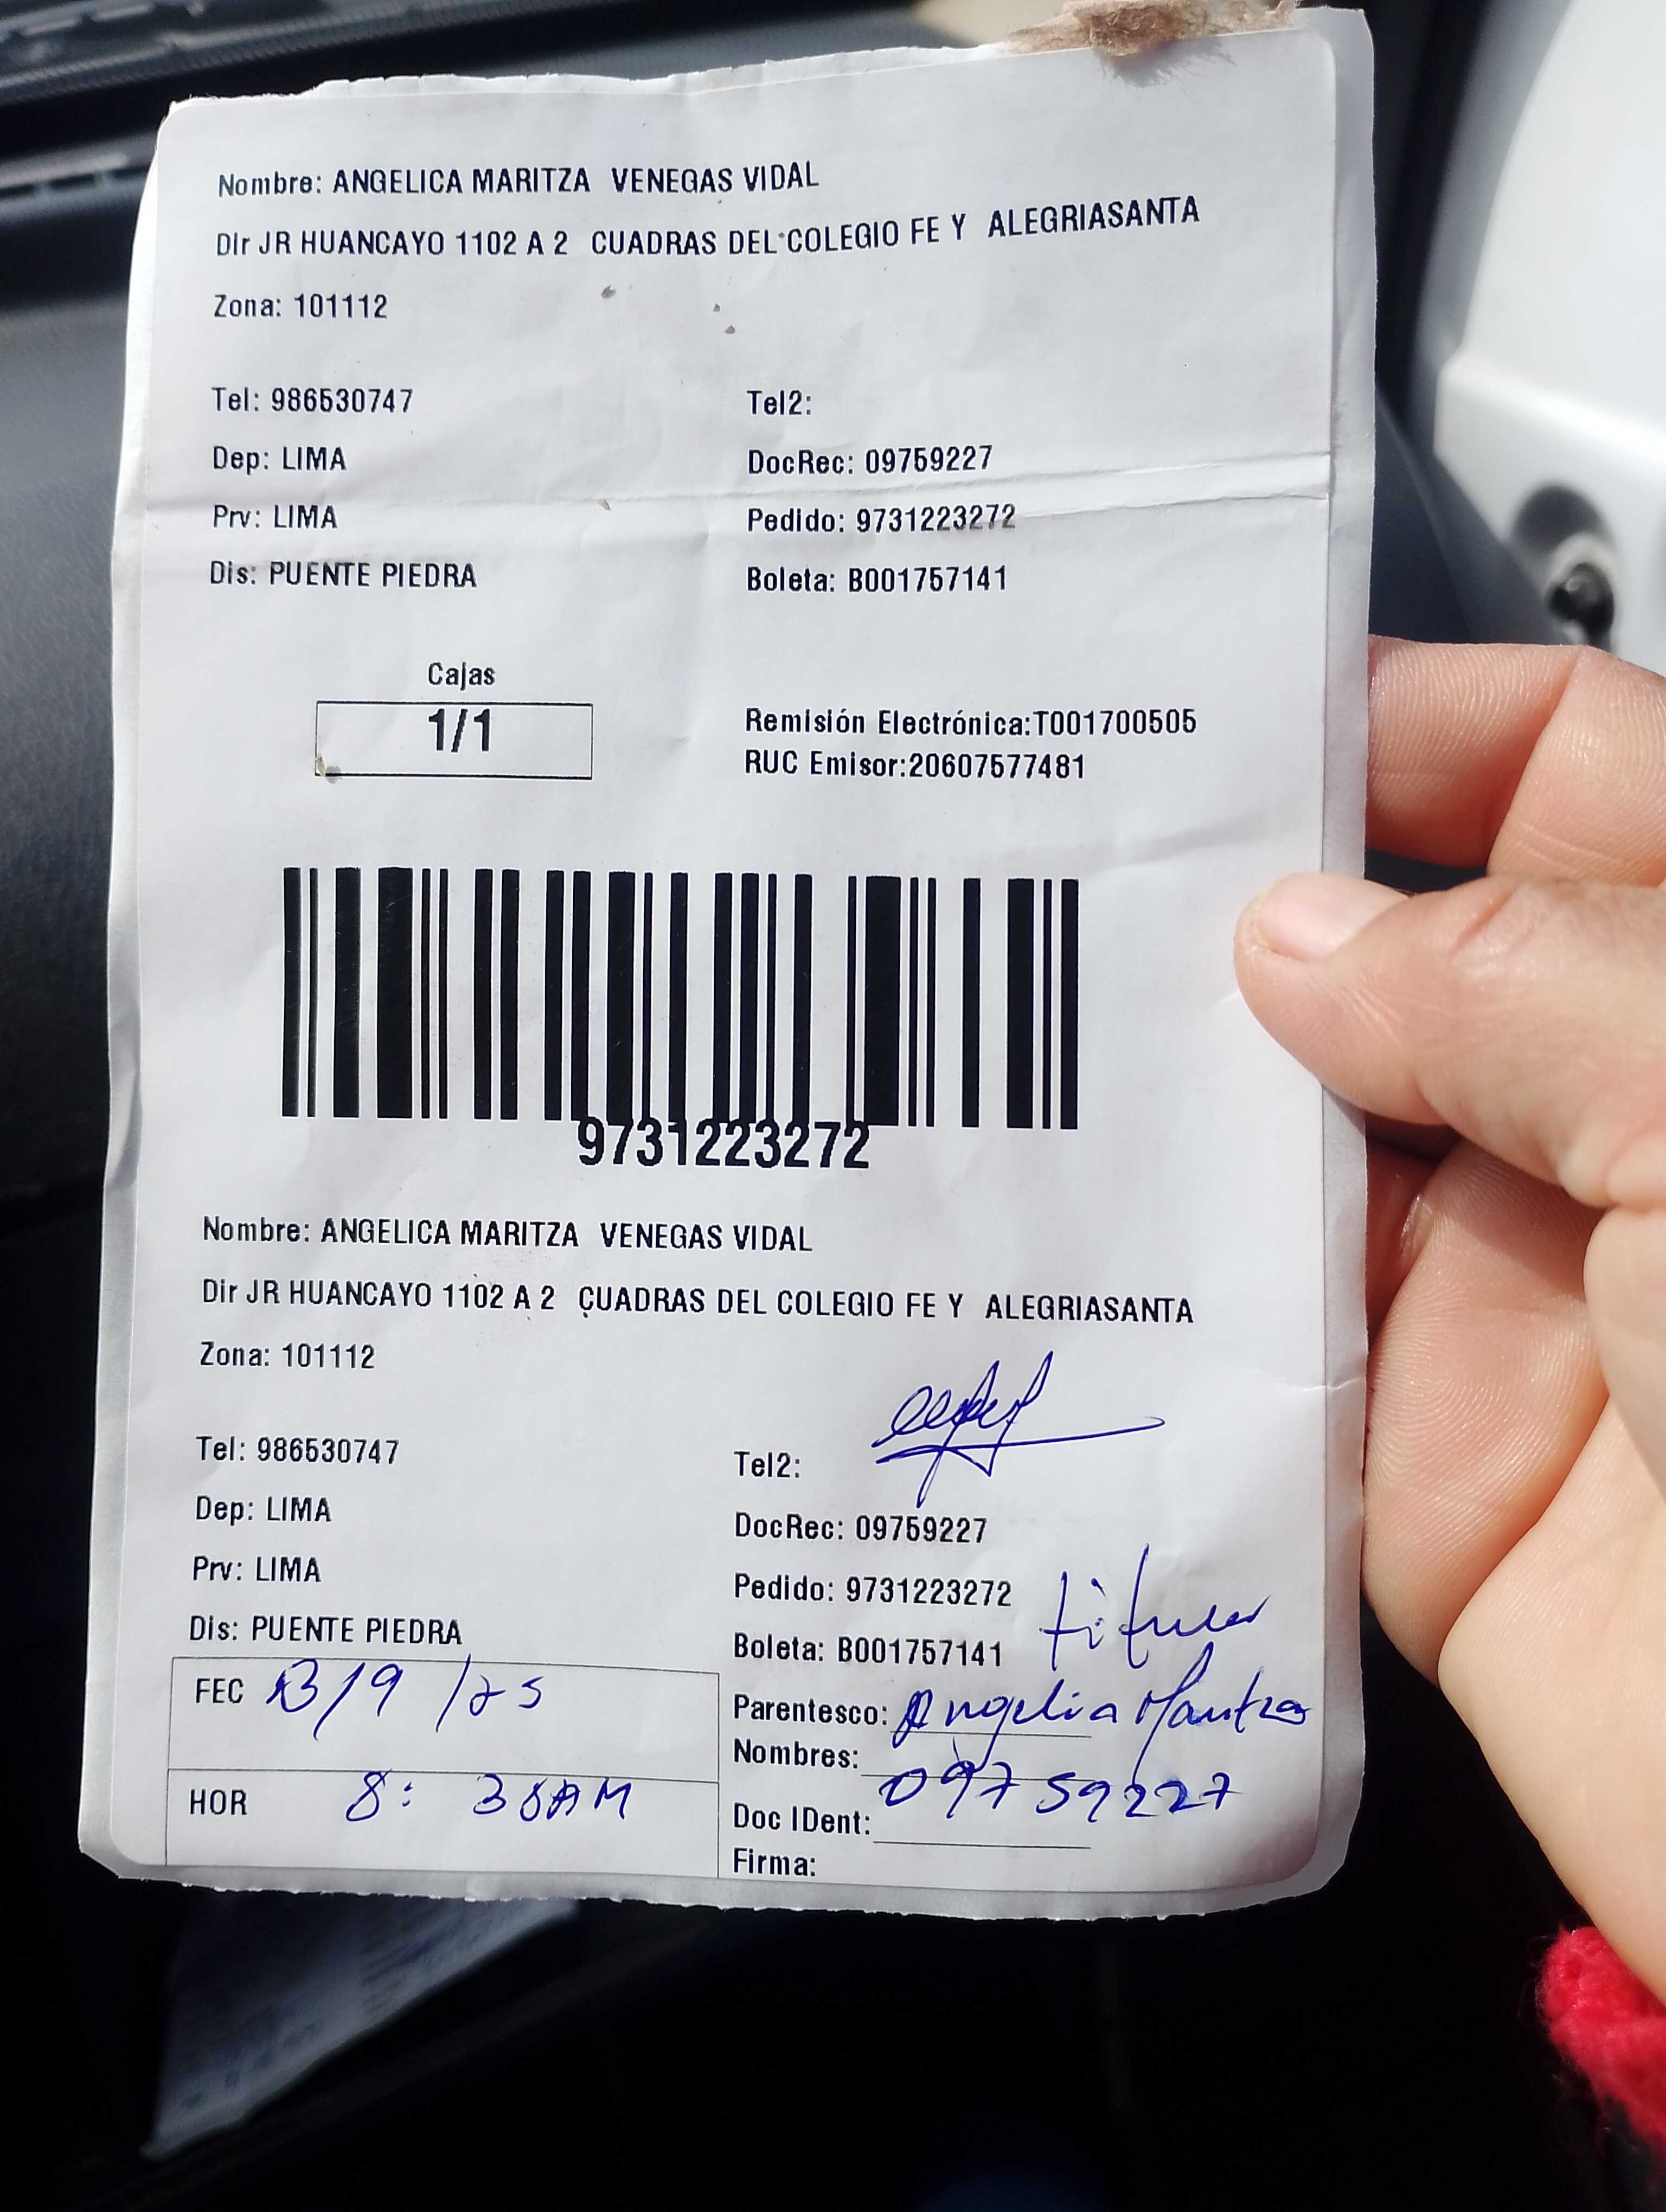 Nombre: ANGELICA MARITZA VENEGAS VIDAL
Dir JR HUANCAYO 1102 A 2 CUADRAS DEL COLEGIO FE Y ALEGRIASANTA
Zona: 101112
Tel: 986530747 Tel2:
Dep: LIMA DocRec: 09759227
Prv: LIMA Pedido: 9731223272
Dis: PUENTE PIEDRA Boleta: B001757141
Cajas
1/1
Remisión Electrónica:T001700505
RUC Emisor:20607577481
9731223272
Nombre: ANGELICA MARITZA VENEGAS VIDAL
Dir JR HUANCAYO 1102 A 2 CUADRAS DEL COLEGIO FE Y ALEGRIASANTA
Zona: 101112
Tel: 986530747 Tel2:
Dep: LIMA DocRec: 09759227
Prv: LIMA Pedido: 9731223272
titular
Dis: PUENTE PIEDRA Boleta: B001757141
FEC 13/9/25 Parentesco: Angelica Maritza
Nombres:
09759227
HOR 8: AM Doc IDent:
Firma: